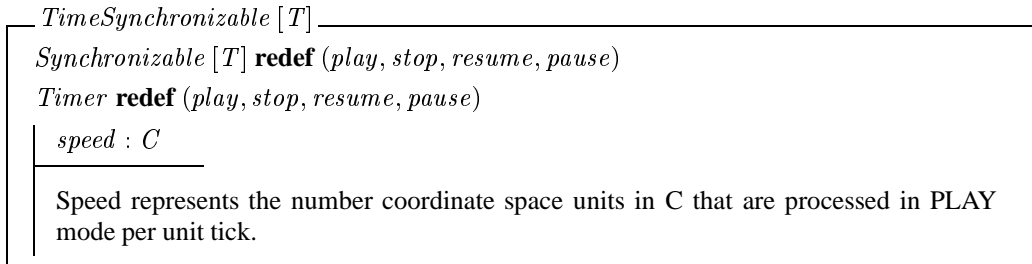 TimeSynchronizable [T]
Synchronizable [T] redef (play, stop, resume, pause)
Timer redef (play, stop, resume, pause)
speed : C
Speed represents the number coordinate space units in C that are processed in PLAY
mode per unit tick.